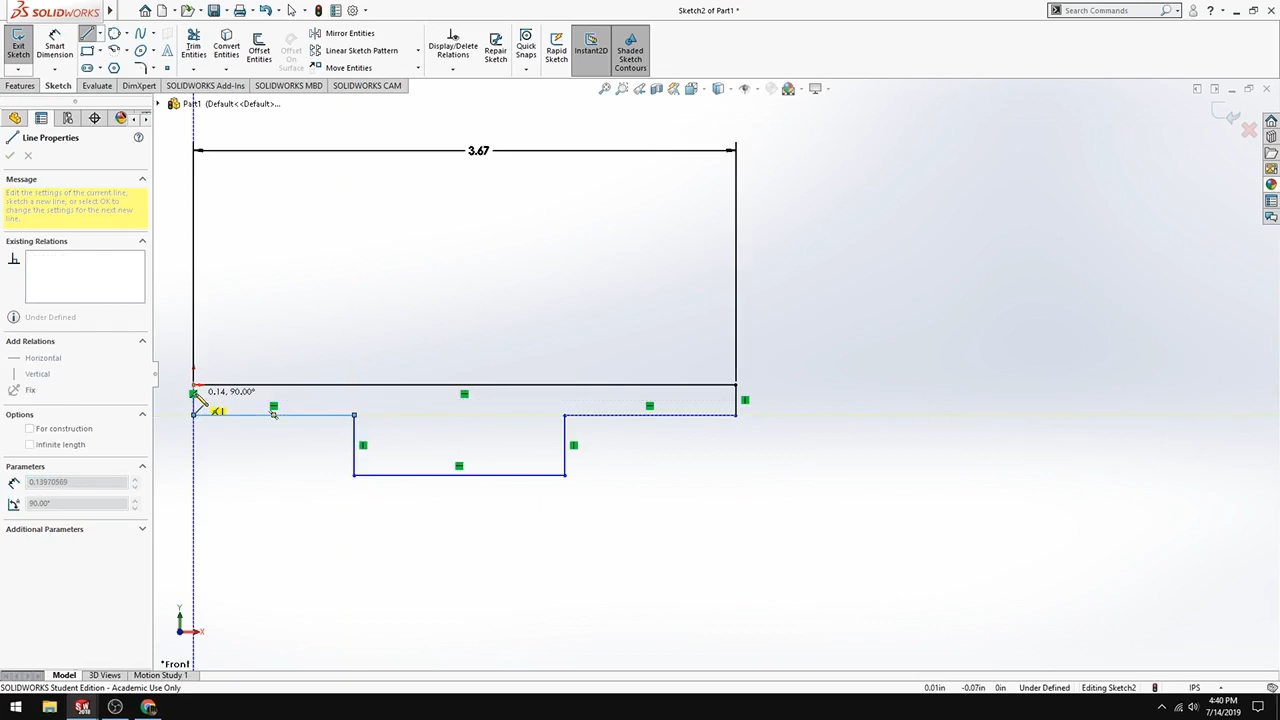 SOLIDWORKS
Sketch2 of Part1 *
Search Commands
Exit Sketch
Smart Dimension
Trim Entities
Convert Entities
Offset Entities
Offset On Surface
Mirror Entities
Linear Sketch Pattern
Move Entities
Display/Delete Relations
Repair Sketch
Quick Snaps
Rapid Sketch
Instant2D
Shaded Sketch Contours
Features Sketch Evaluate DimXpert SOLIDWORKS Add-Ins SOLIDWORKS MBD SOLIDWORKS CAM
Part1 (Default<<Default>...
Line Properties
Message
Edit the settings of the current line, sketch a new line, or select OK to change the settings for the next new line.
Existing Relations
Under Defined
Add Relations
Horizontal
Vertical
Fix
Options
For construction
Infinite length
Parameters
0.13970569
90.00°
Additional Parameters
3.67
0.14, 90.00°
Y
X
*Front
Model 3D Views Motion Study 1
SOLIDWORKS Student Edition - Academic Use Only
0.01in -0.07in 0in Under Defined Editing Sketch2 IPS
4:40 PM
7/14/2019